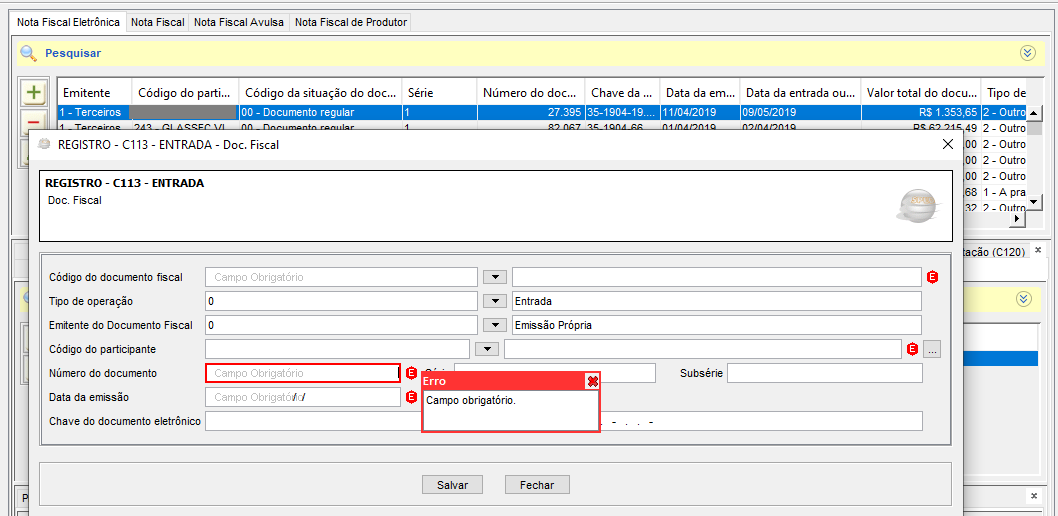 Nota Fiscal Eletrônica Nota Fiscal Nota Fiscal Avulsa Nota Fiscal de Produtor
Pesquisar
Emitente Código do parti... Código da situação do doc... Série Número do doc... Chave da ... Data da em... Data da entrada ou... Valor total do docu... Tipo de
1 - Terceiros 00 - Documento regular 1 27.395 35-1904-19.... 11/04/2019 09/05/2019 R$ 1.353,65 2 - Outro
1 - Terceiros 243 - GLASSEC VI... 00 - Documento regular 1 82.067 35-1904-66... 01/04/2019 02/04/2019 R$ 62.215,49 2 - Outro
REGISTRO - C113 - ENTRADA - Doc. Fiscal
,00 2 - Outro
,00 2 - Outro
,00 2 - Outro
REGISTRO - C113 - ENTRADA
,68 1 - A pra
Doc. Fiscal
,32 2 - Outro
tação (C120)
Código do documento fiscal Campo Obrigatório E
Tipo de operação 0 Entrada
Emitente do Documento Fiscal 0 Emissão Própria
Código do participante E ...
Número do documento Campo Obrigatório E Subsérie
Erro
Data da emissão Campo Obrigatório / / E
Campo obrigatório.
Chave do documento eletrônico . - . . -
Salvar Fechar
P